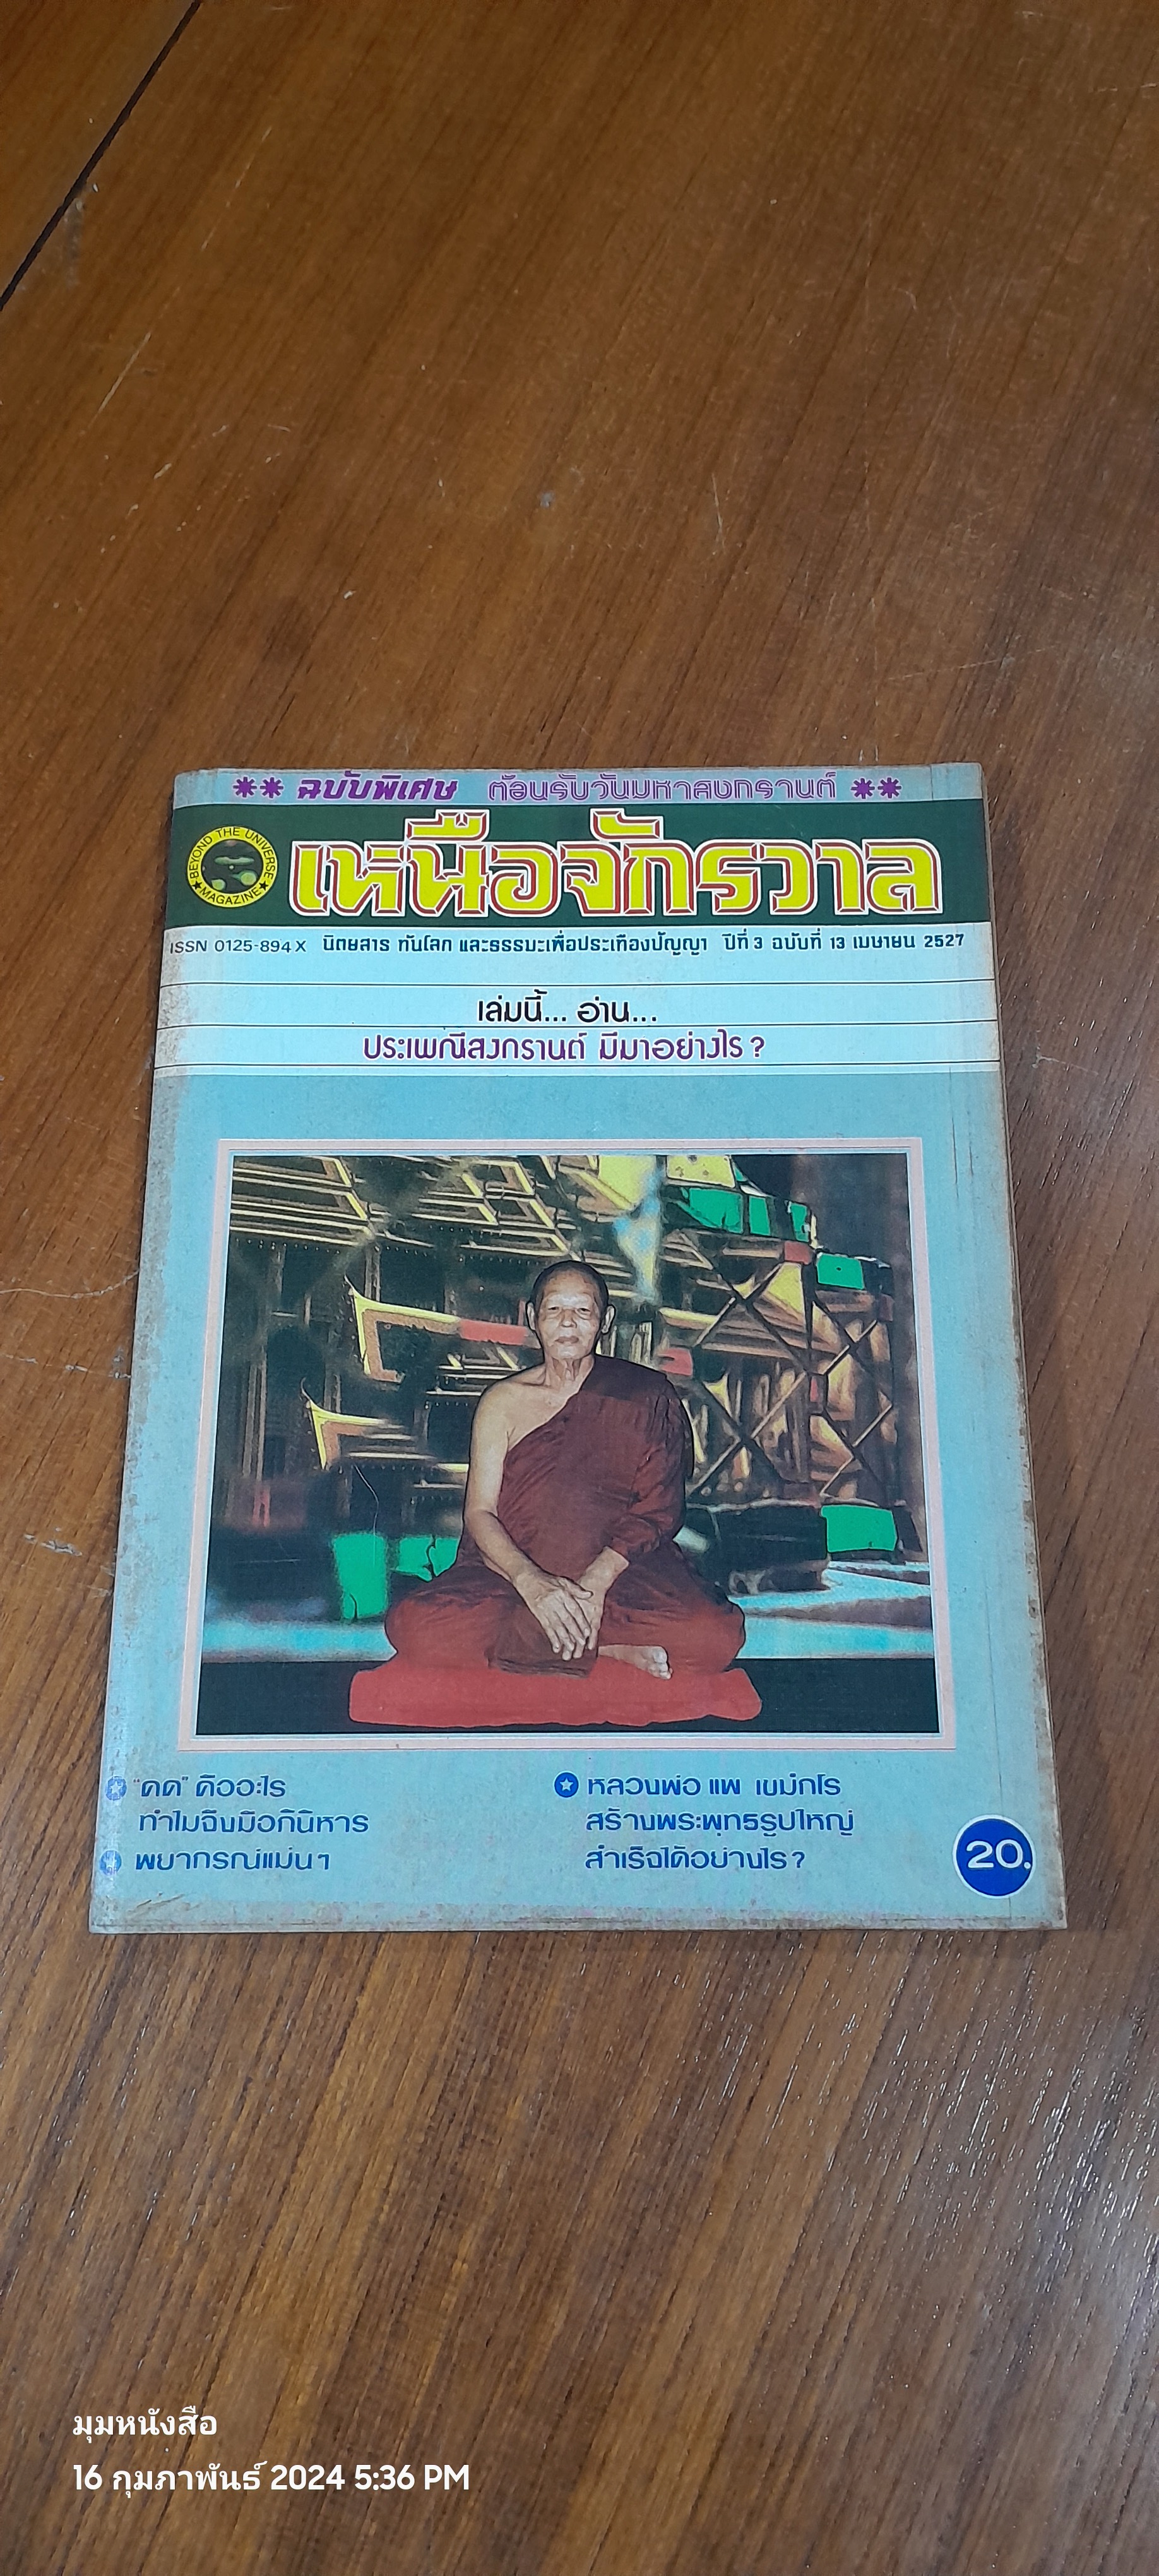 ** ฉบับพิเศษ ต้อนรับวันมหาสงกรานต์ **
BEYOND THE UNIVERSE
MAGAZINE
เหนือจักรวาล
ISSN 0125-894X นิตยสาร ทันโลก และธรรมะเพื่อประเทืองปัญญา ปีที่ 3 ฉบับที่ 13 เมษายน 2527
เล่มนี้... อ่าน...
ประเพณีสงกรานต์ มีมาอย่างไร ?
"คด" คืออะไร
ทำไมจึงมีอภินิหาร
พยากรณ์แม่น ๆ
หลวงพ่อ แพ เขมังกโร
สร้างพระพุทธรูปใหญ่
สำเร็จได้อย่างไร ?
20.
มุมหนังสือ
16 กุมภาพันธ์ 2024 5:36 PM